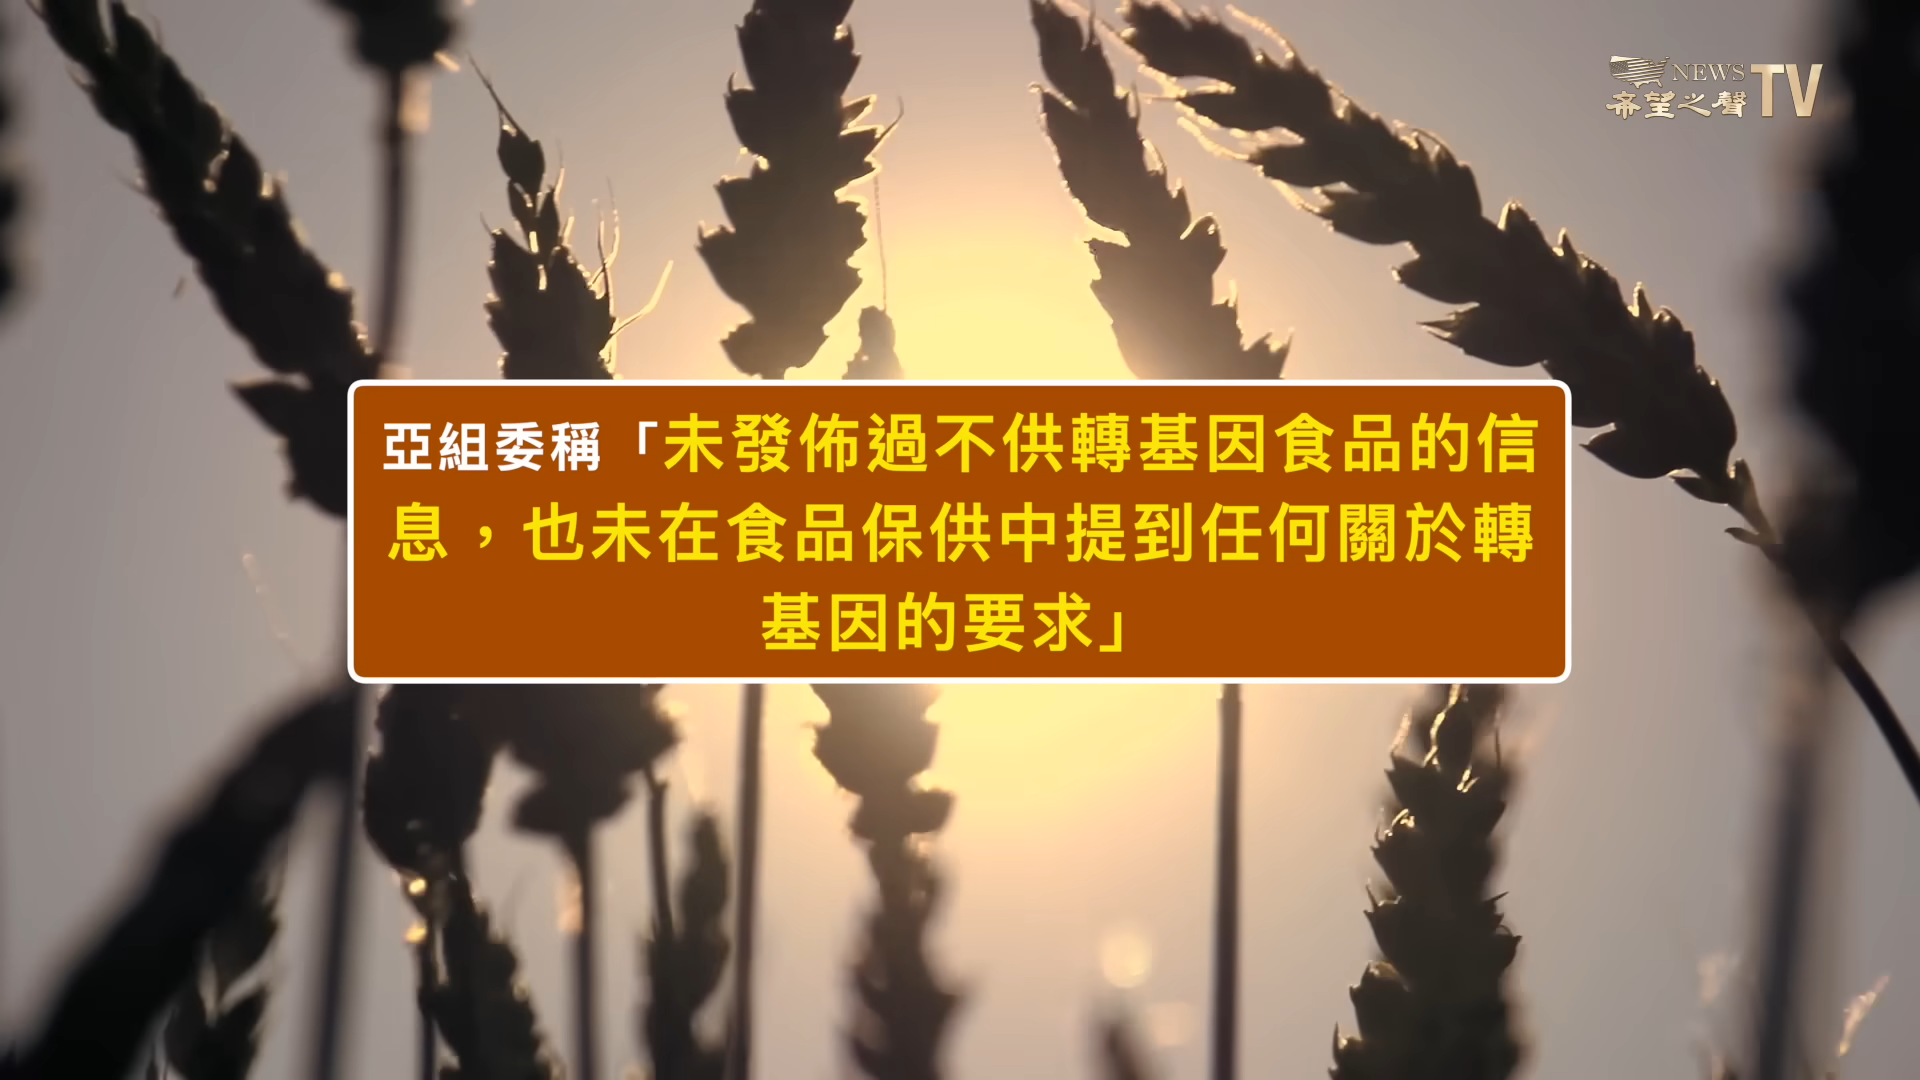 NEWS
希望之聲TV
亞組委稱「未發佈過不供轉基因食品的信
息，也未在食品保供中提到任何關於轉
基因的要求」